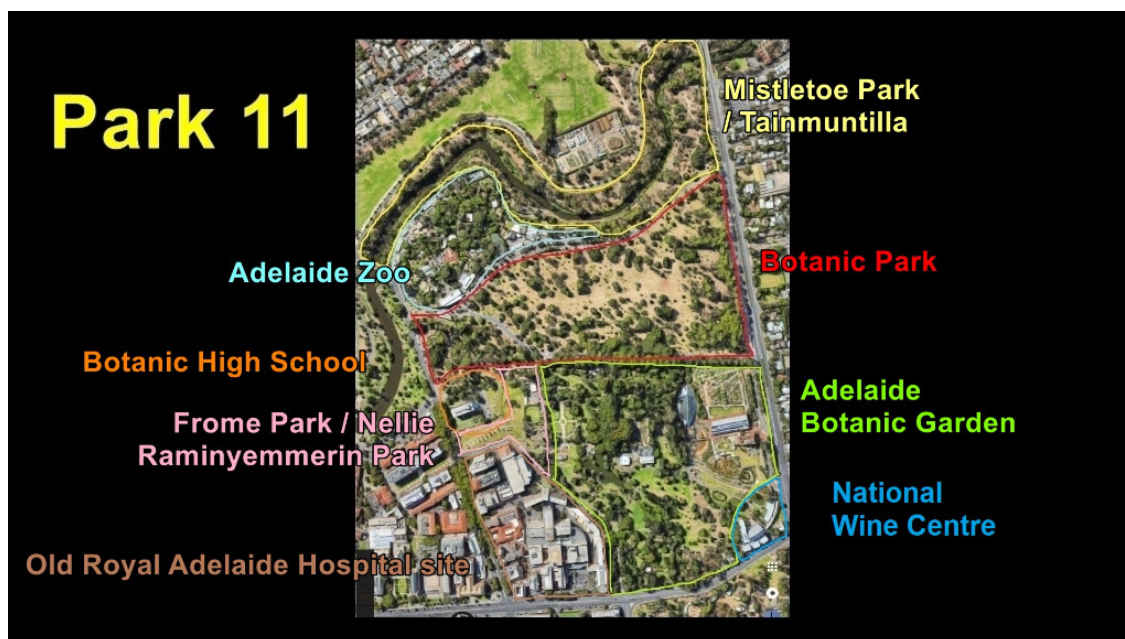 Park 11
Mistletoe Park
/ Tainmuntilla
Adelaide Zoo
Botanic Park
Botanic High School
Adelaide
Botanic Garden
Frome Park / Nellie
Raminyemmerin Park
National
Wine Centre
Old Royal Adelaide Hospital site